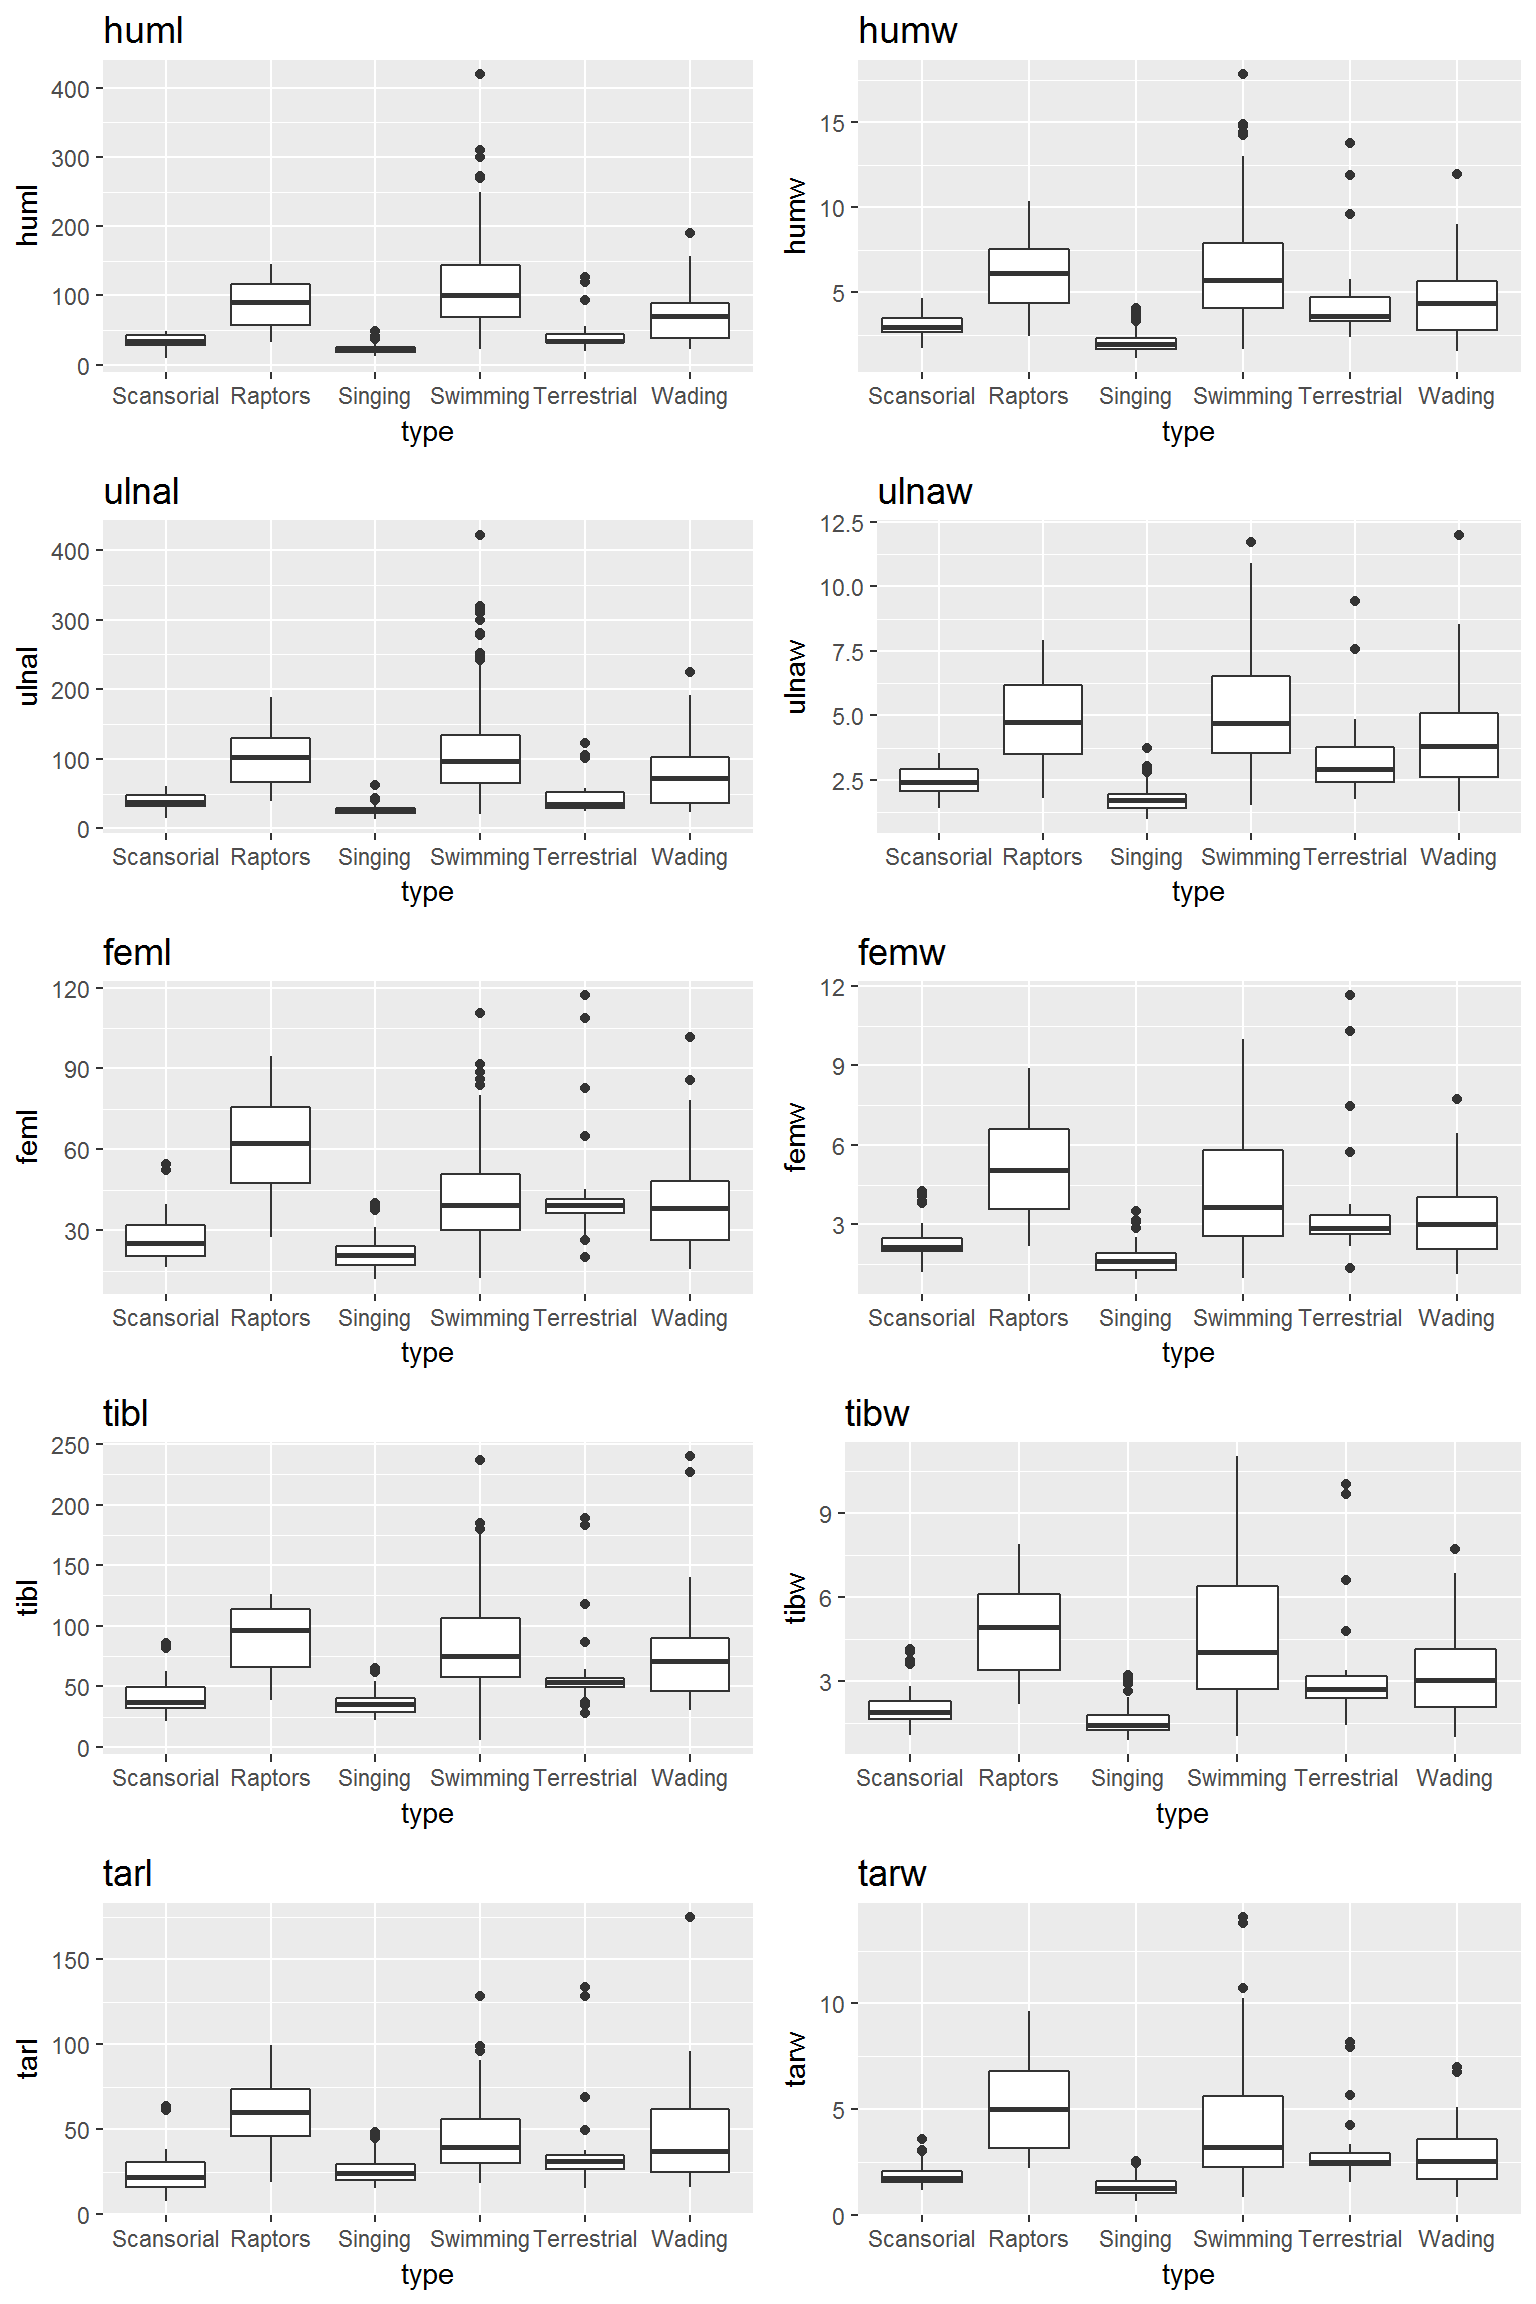 huml
400
300
200
100
0
huml
Scansorial Raptors Singing Swimming Terrestrial Wading
type
humw
15
10
5
humw
Scansorial Raptors Singing Swimming Terrestrial Wading
type
ulnal
400
300
200
100
0
ulnal
Scansorial Raptors Singing Swimming Terrestrial Wading
type
ulnaw
12.5
10.0
7.5
5.0
2.5
ulnaw
Scansorial Raptors Singing Swimming Terrestrial Wading
type
feml
120
90
60
30
feml
Scansorial Raptors Singing Swimming Terrestrial Wading
type
femw
12
9
6
3
femw
Scansorial Raptors Singing Swimming Terrestrial Wading
type
tibl
250
200
150
100
50
0
tibl
Scansorial Raptors Singing Swimming Terrestrial Wading
type
tibw
9
6
3
tibw
Scansorial Raptors Singing Swimming Terrestrial Wading
type
tarl
150
100
50
0
tarl
Scansorial Raptors Singing Swimming Terrestrial Wading
type
tarw
10
5
0
tarw
Scansorial Raptors Singing Swimming Terrestrial Wading
type